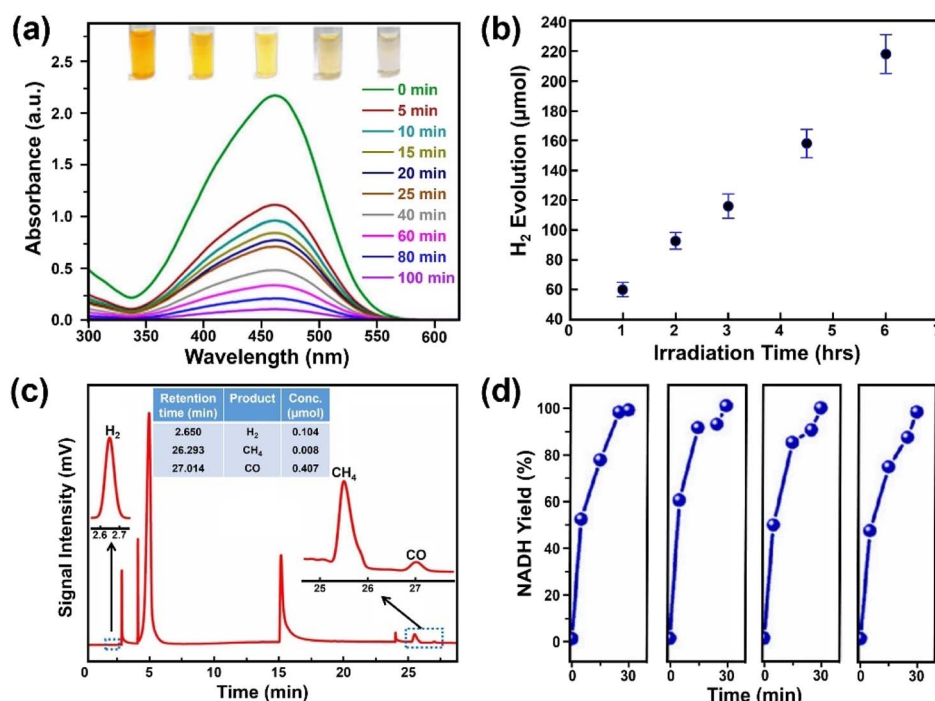 (a)
2.5
2.0
1.5
1.0
0.5
0.0
Absorbance (a.u.)
0 min
5 min
10 min
15 min
20 min
25 min
40 min
60 min
80 min
100 min
300 350 400 450 500 550 600
Wavelength (nm)
(b)
240
220
200
180
160
140
120
100
80
60
40
H₂ Evolution (μmol)
0 1 2 3 4 5 6 7
Irradiation Time (hrs)
(c)
Signal Intensity (mV)
Retention time (min) Product Conc. (μmol)
2.650 H₂ 0.104
26.293 CH₄ 0.008
27.014 CO 0.407
H₂
2.6 2.7
CH₄
CO
25 26 27
0 5 10 15 20 25
Time (min)
(d)
100
80
60
40
20
0
NADH Yield (%)
0 30 0 30 0 30 0 30
Time (min)